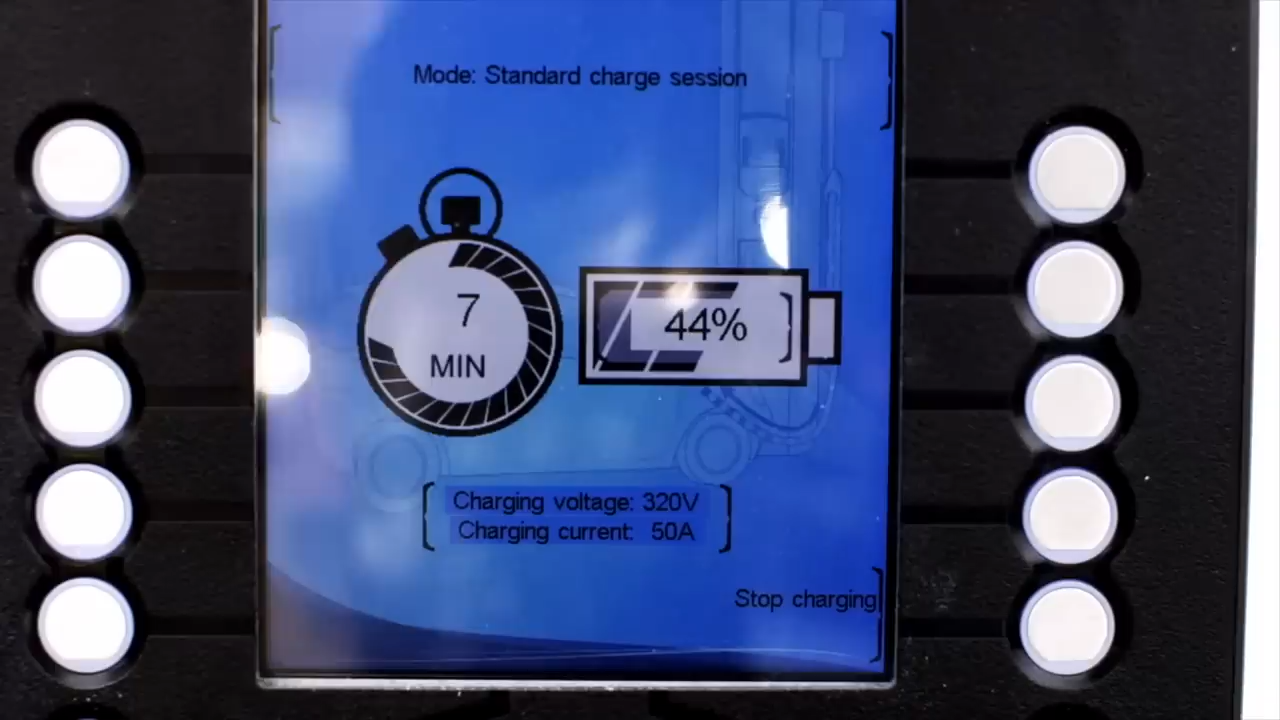 Mode: Standard charge session
7
MIN
44%
Charging voltage: 320V
Charging current: 50A
Stop charging